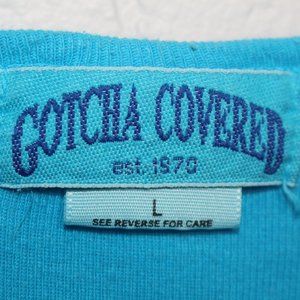 GOTCHA COVERED
est. 1970
L
SEE REVERSE FOR CARE